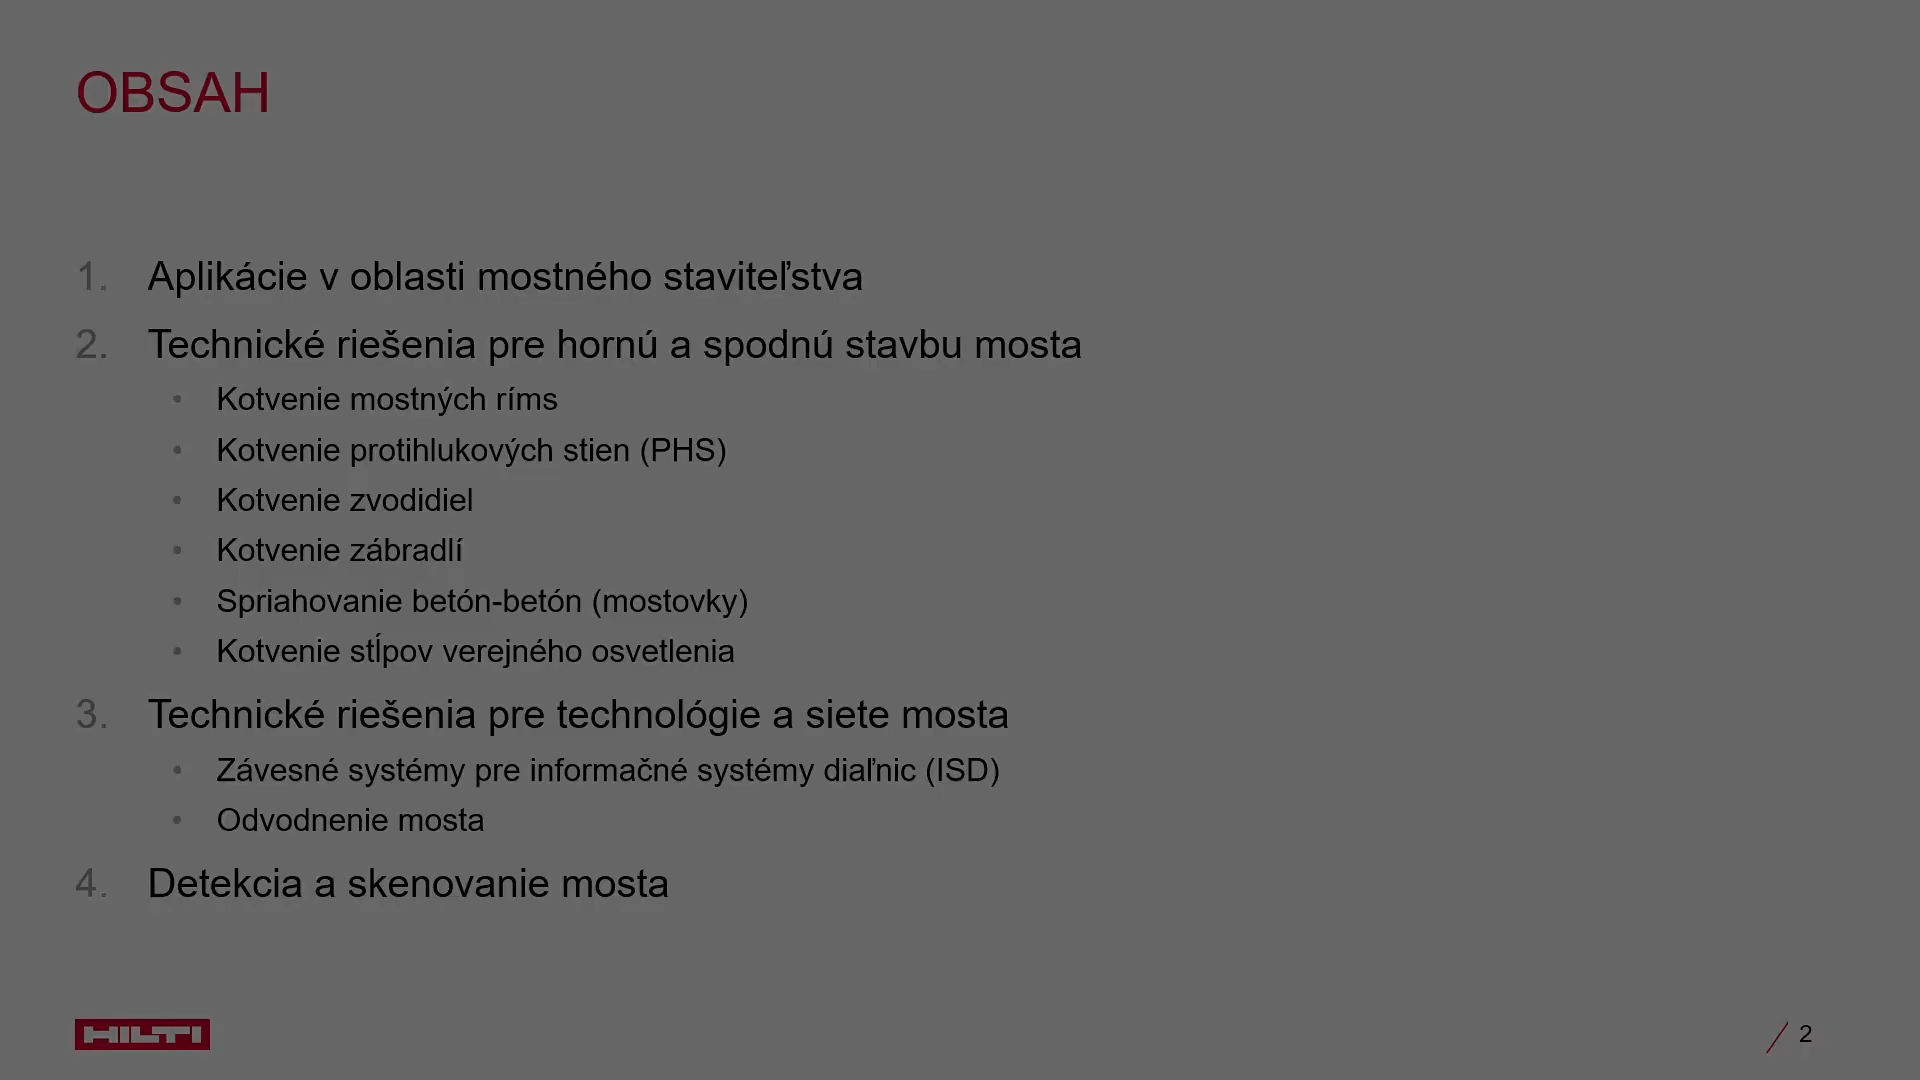 OBSAH
1. Aplikácie v oblasti mostného staviteľstva
2. Technické riešenia pre hornú a spodnú stavbu mosta
• Kotvenie mostných ríms
• Kotvenie protihlukových stien (PHS)
• Kotvenie zvodidiel
• Kotvenie zábradlí
• Spriahovanie betón-betón (mostovky)
• Kotvenie stĺpov verejného osvetlenia
3. Technické riešenia pre technológie a siete mosta
• Závesné systémy pre informačné systémy diaľnic (ISD)
• Odvodnenie mosta
4. Detekcia a skenovanie mosta
HILTI
2